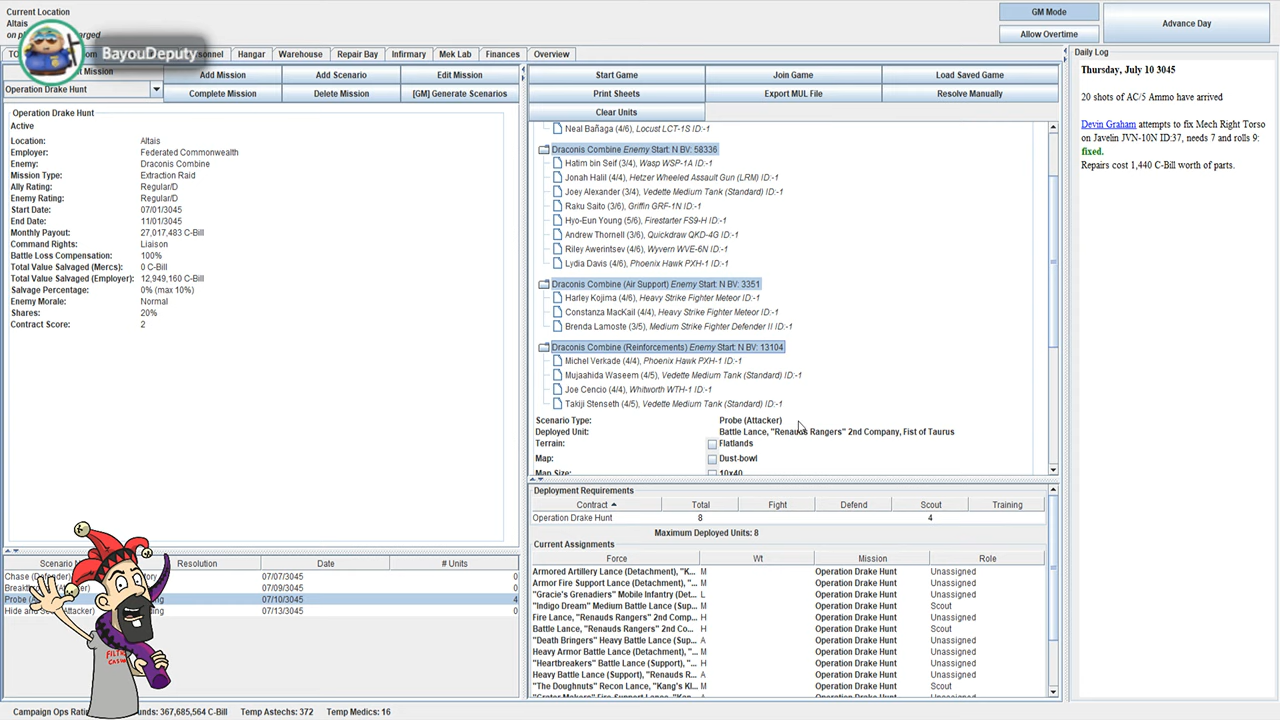 Current Location
Altais
BayouDeputy
GM Mode
Allow Overtime
Advance Day
Hangar
Warehouse
Repair Bay
Infirmary
Mek Lab
Finances
Overview
Mission
Add Mission
Add Scenario
Edit Mission
Operation Drake Hunt
Complete Mission
Delete Mission
[GM] Generate Scenarios
Operation Drake Hunt
Active
Location: Altais
Employer: Federated Commonwealth
Enemy: Draconis Combine
Mission Type: Extraction Raid
Ally Rating: Regular/D
Enemy Rating: Regular/D
Start Date: 07/01/3045
End Date: 11/01/3045
Monthly Payout: 27,017,483 C-Bill
Command Rights: Liaison
Battle Loss Compensation: 100%
Total Value Salvaged (Mercs): 0 C-Bill
Total Value Salvaged (Employer): 12,949,160 C-Bill
Salvage Percentage: 0% (max 10%)
Enemy Morale: Normal
Shares: 20%
Contract Score: 2
Resolution
Date
# Units
Chase (Defender) 07/07/3045 0
07/09/3045 0
Probe 07/10/3045 4
07/13/3045 0
Start Game
Join Game
Load Saved Game
Print Sheets
Export MUL File
Resolve Manually
Clear Units
Neal Bañaga (4/6), Locust LCT-1S ID:-1
Draconis Combine Enemy Start: N BV: 58336
Hatim bin Seif (3/4), Wasp WSP-1A ID:-1
Jonah Halil (4/4), Hetzer Wheeled Assault Gun (LRM) ID:-1
Joey Alexander (3/4), Vedette Medium Tank (Standard) ID:-1
Raku Saito (3/6), Griffin GRF-1N ID:-1
Hyo-Eun Young (5/6), Firestarter FS9-H ID:-1
Andrew Thornell (3/6), Quickdraw QKD-4G ID:-1
Riley Awerintsev (4/6), Wyvern WVE-6N ID:-1
Lydia Davis (4/6), Phoenix Hawk PXH-1 ID:-1
Draconis Combine (Air Support) Enemy Start: N BV: 3351
Harley Kojima (4/6), Heavy Strike Fighter Meteor ID:-1
Constanza MacKail (4/4), Heavy Strike Fighter Meteor ID:-1
Brenda Lamoste (3/5), Medium Strike Fighter Defender II ID:-1
Draconis Combine (Reinforcements) Enemy Start: N BV: 13104
Michel Verkade (4/4), Phoenix Hawk PXH-1 ID:-1
Mujaahida Waseem (4/5), Vedette Medium Tank (Standard) ID:-1
Joe Cencio (4/4), Whitworth WTH-1 ID:-1
Takiji Stenseth (4/5), Vedette Medium Tank (Standard) ID:-1
Scenario Type: Probe (Attacker)
Deployed Unit: Battle Lance, "Renauds Rangers" 2nd Company, Fist of Taurus
Terrain: Flatlands
Map: Dust-bowl
Map Size: 10x40
Deployment Requirements
Contract Total Fight Defend Scout Training
Operation Drake Hunt 8 4
Maximum Deployed Units: 8
Current Assignments
Force Wt Mission Role
Armored Artillery Lance (Detachment), "K... M Operation Drake Hunt Unassigned
Armor Fire Support Lance (Detachment), "... M Operation Drake Hunt Unassigned
"Gracie's Grenadiers" Mobile Infantry (Det... L Operation Drake Hunt Unassigned
"Indigo Dream" Medium Battle Lance (Sup... M Operation Drake Hunt Scout
Fire Lance, "Renauds Rangers" 2nd Comp... H Operation Drake Hunt Unassigned
Battle Lance, "Renauds Rangers" 2nd Co... H Operation Drake Hunt Scout
"Death Bringers" Heavy Battle Lance (Sup... A Operation Drake Hunt Unassigned
Heavy Armor Lance (Detachment), "... M Operation Drake Hunt Unassigned
"Heartbreakers" Battle Lance (Support), "... H Operation Drake Hunt Unassigned
Heavy Battle Lance (Support), "Renauds R... A Operation Drake Hunt Unassigned
"The Doughnuts" Recon Lance, "Kang's Ki... M Operation Drake Hunt Scout
Operation Drake Hunt Unassigned
Daily Log
Thursday, July 10 3045
20 shots of AC/5 Ammo have arrived
Devin Graham attempts to fix Mech Right Torso
on Javelin JVN-10N ID:37, needs 7 and rolls 9:
fixed.
Repairs cost 1,440 C-Bill worth of parts.
Campaign Ops
367,685,564 C-Bill
Temp Astechs: 372
Temp Medics: 16